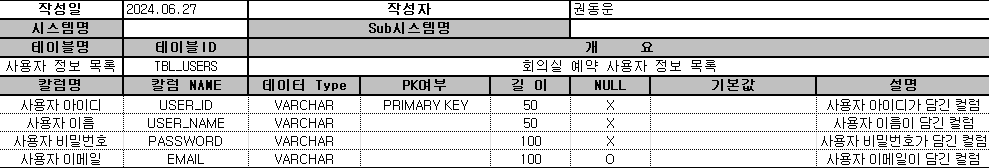 작성일 2024.06.27 작성자 권동운
시스템명 Sub시스템명
테이블명 테이블ID 개 요
사용자 정보 목록 TBL_USERS 회의실 예약 사용자 정보 목록
칼럼명 칼럼 NAME 데이터 Type PK여부 길 이 NULL 기본값 설명
사용자 아이디 USER_ID VARCHAR PRIMARY KEY 50 X 사용자 아이디가 담긴 컬럼
사용자 이름 USER_NAME VARCHAR 50 X 사용자 이름이 담긴 컬럼
사용자 비밀번호 PASSWORD VARCHAR 100 X 사용자 비밀번호가 담긴 컬럼
사용자 이메일 EMAIL VARCHAR 100 O 사용자 이메일이 담긴 컬럼